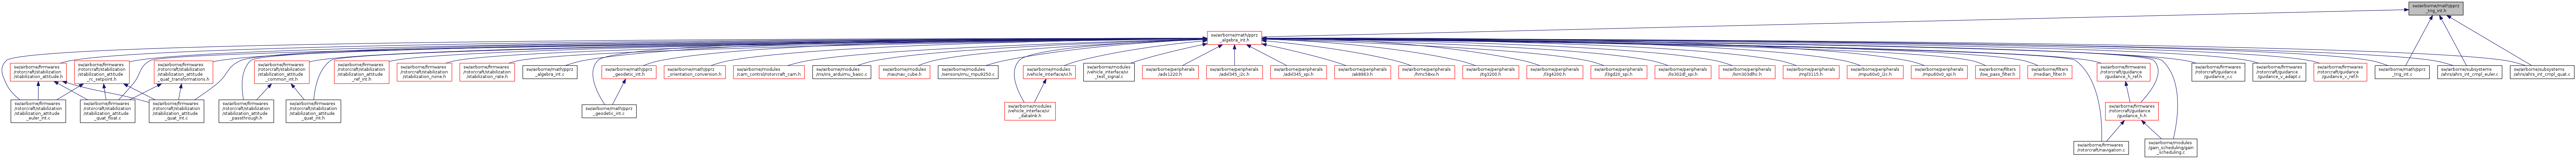 sw/airborne/math/pprz
_trig_int.h
sw/airborne/math/pprz
_algebra_int.h
sw/airborne/firmwares
/rotorcraft/stabilization
/stabilization_attitude.h
sw/airborne/firmwares
/rotorcraft/stabilization
/stabilization_attitude
_rc_setpoint.h
sw/airborne/firmwares
/rotorcraft/stabilization
/stabilization_attitude
_quat_transformations.h
sw/airborne/firmwares
/rotorcraft/stabilization
/stabilization_attitude
_common_int.h
sw/airborne/firmwares
/rotorcraft/stabilization
/stabilization_attitude
_ref_int.h
sw/airborne/firmwares
/rotorcraft/stabilization
/stabilization_none.h
sw/airborne/firmwares
/rotorcraft/stabilization
/stabilization_rate.h
sw/airborne/math/pprz
_algebra_int.c
sw/airborne/math/pprz
_geodetic_int.h
sw/airborne/math/pprz
_orientation_conversion.h
sw/airborne/modules
/cam_control/rotorcraft_cam.h
sw/airborne/modules
/ins/ins_arduimu_basic.c
sw/airborne/modules
/nav/nav_cube.h
sw/airborne/modules
/sensors/imu_mpu9250.c
sw/airborne/modules
/vehicle_interface/vi.h
sw/airborne/modules
/vehicle_interface/vi
_test_signal.c
sw/airborne/peripherals
/ads1220.h
sw/airborne/peripherals
/adxl345_i2c.h
sw/airborne/peripherals
/adxl345_spi.h
sw/airborne/peripherals
/ak8963.h
sw/airborne/peripherals
/hmc58xx.h
sw/airborne/peripherals
/itg3200.h
sw/airborne/peripherals
/l3g4200.h
sw/airborne/peripherals
/l3gd20_spi.h
sw/airborne/peripherals
/lis302dl_spi.h
sw/airborne/peripherals
/lsm303dlhc.h
sw/airborne/peripherals
/mpl3115.h
sw/airborne/peripherals
/mpu60x0_i2c.h
sw/airborne/peripherals
/mpu60x0_spi.h
sw/airborne/filters
/low_pass_filter.h
sw/airborne/filters
/median_filter.h
sw/airborne/firmwares
/rotorcraft/guidance
/guidance_h_ref.h
sw/airborne/firmwares
/rotorcraft/guidance
/guidance_v.c
sw/airborne/firmwares
/rotorcraft/guidance
/guidance_v_adapt.c
sw/airborne/firmwares
/rotorcraft/guidance
/guidance_v_ref.h
sw/airborne/math/pprz
_trig_int.c
sw/airborne/subsystems
/ahrs/ahrs_int_cmpl_euler.c
sw/airborne/subsystems
/ahrs/ahrs_int_cmpl_quat.c
sw/airborne/firmwares
/rotorcraft/stabilization
/stabilization_attitude
_euler_int.c
sw/airborne/firmwares
/rotorcraft/stabilization
/stabilization_attitude
_quat_float.c
sw/airborne/firmwares
/rotorcraft/stabilization
/stabilization_attitude
_quat_int.c
sw/airborne/firmwares
/rotorcraft/stabilization
/stabilization_attitude
_passthrough.h
sw/airborne/firmwares
/rotorcraft/stabilization
/stabilization_attitude
_quat_int.h
sw/airborne/math/pprz
_geodetic_int.c
sw/airborne/modules
/vehicle_interface/vi
_datalink.h
sw/airborne/firmwares
/rotorcraft/guidance
/guidance_h.h
sw/airborne/firmwares
/rotorcraft/navigation.c
sw/airborne/modules
/gain_scheduling/gain
_scheduling.c